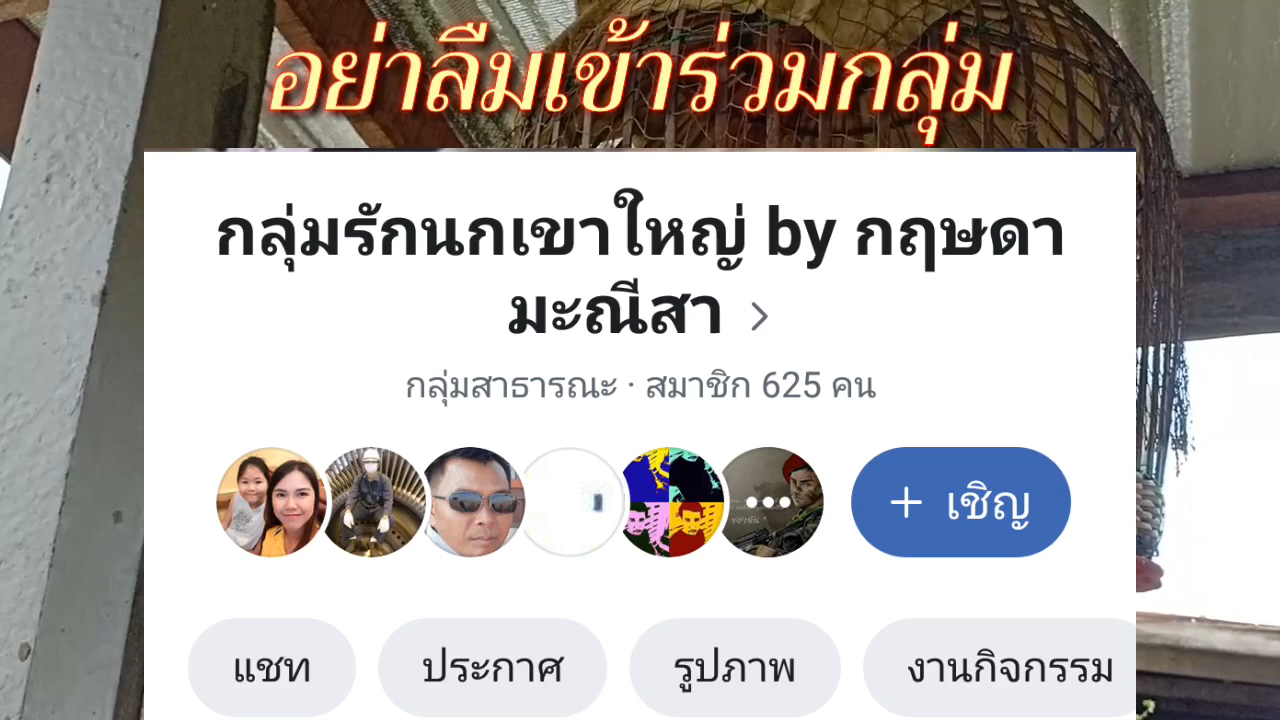 อย่าลืมเข้าร่วมกลุ่ม
กลุ่มรักนกเขาใหญ่ by กฤษดา
มะณีสา
กลุ่มสาธารณะ · สมาชิก 625 คน
+ เชิญ
แชท ประกาศ รูปภาพ งานกิจกรรม